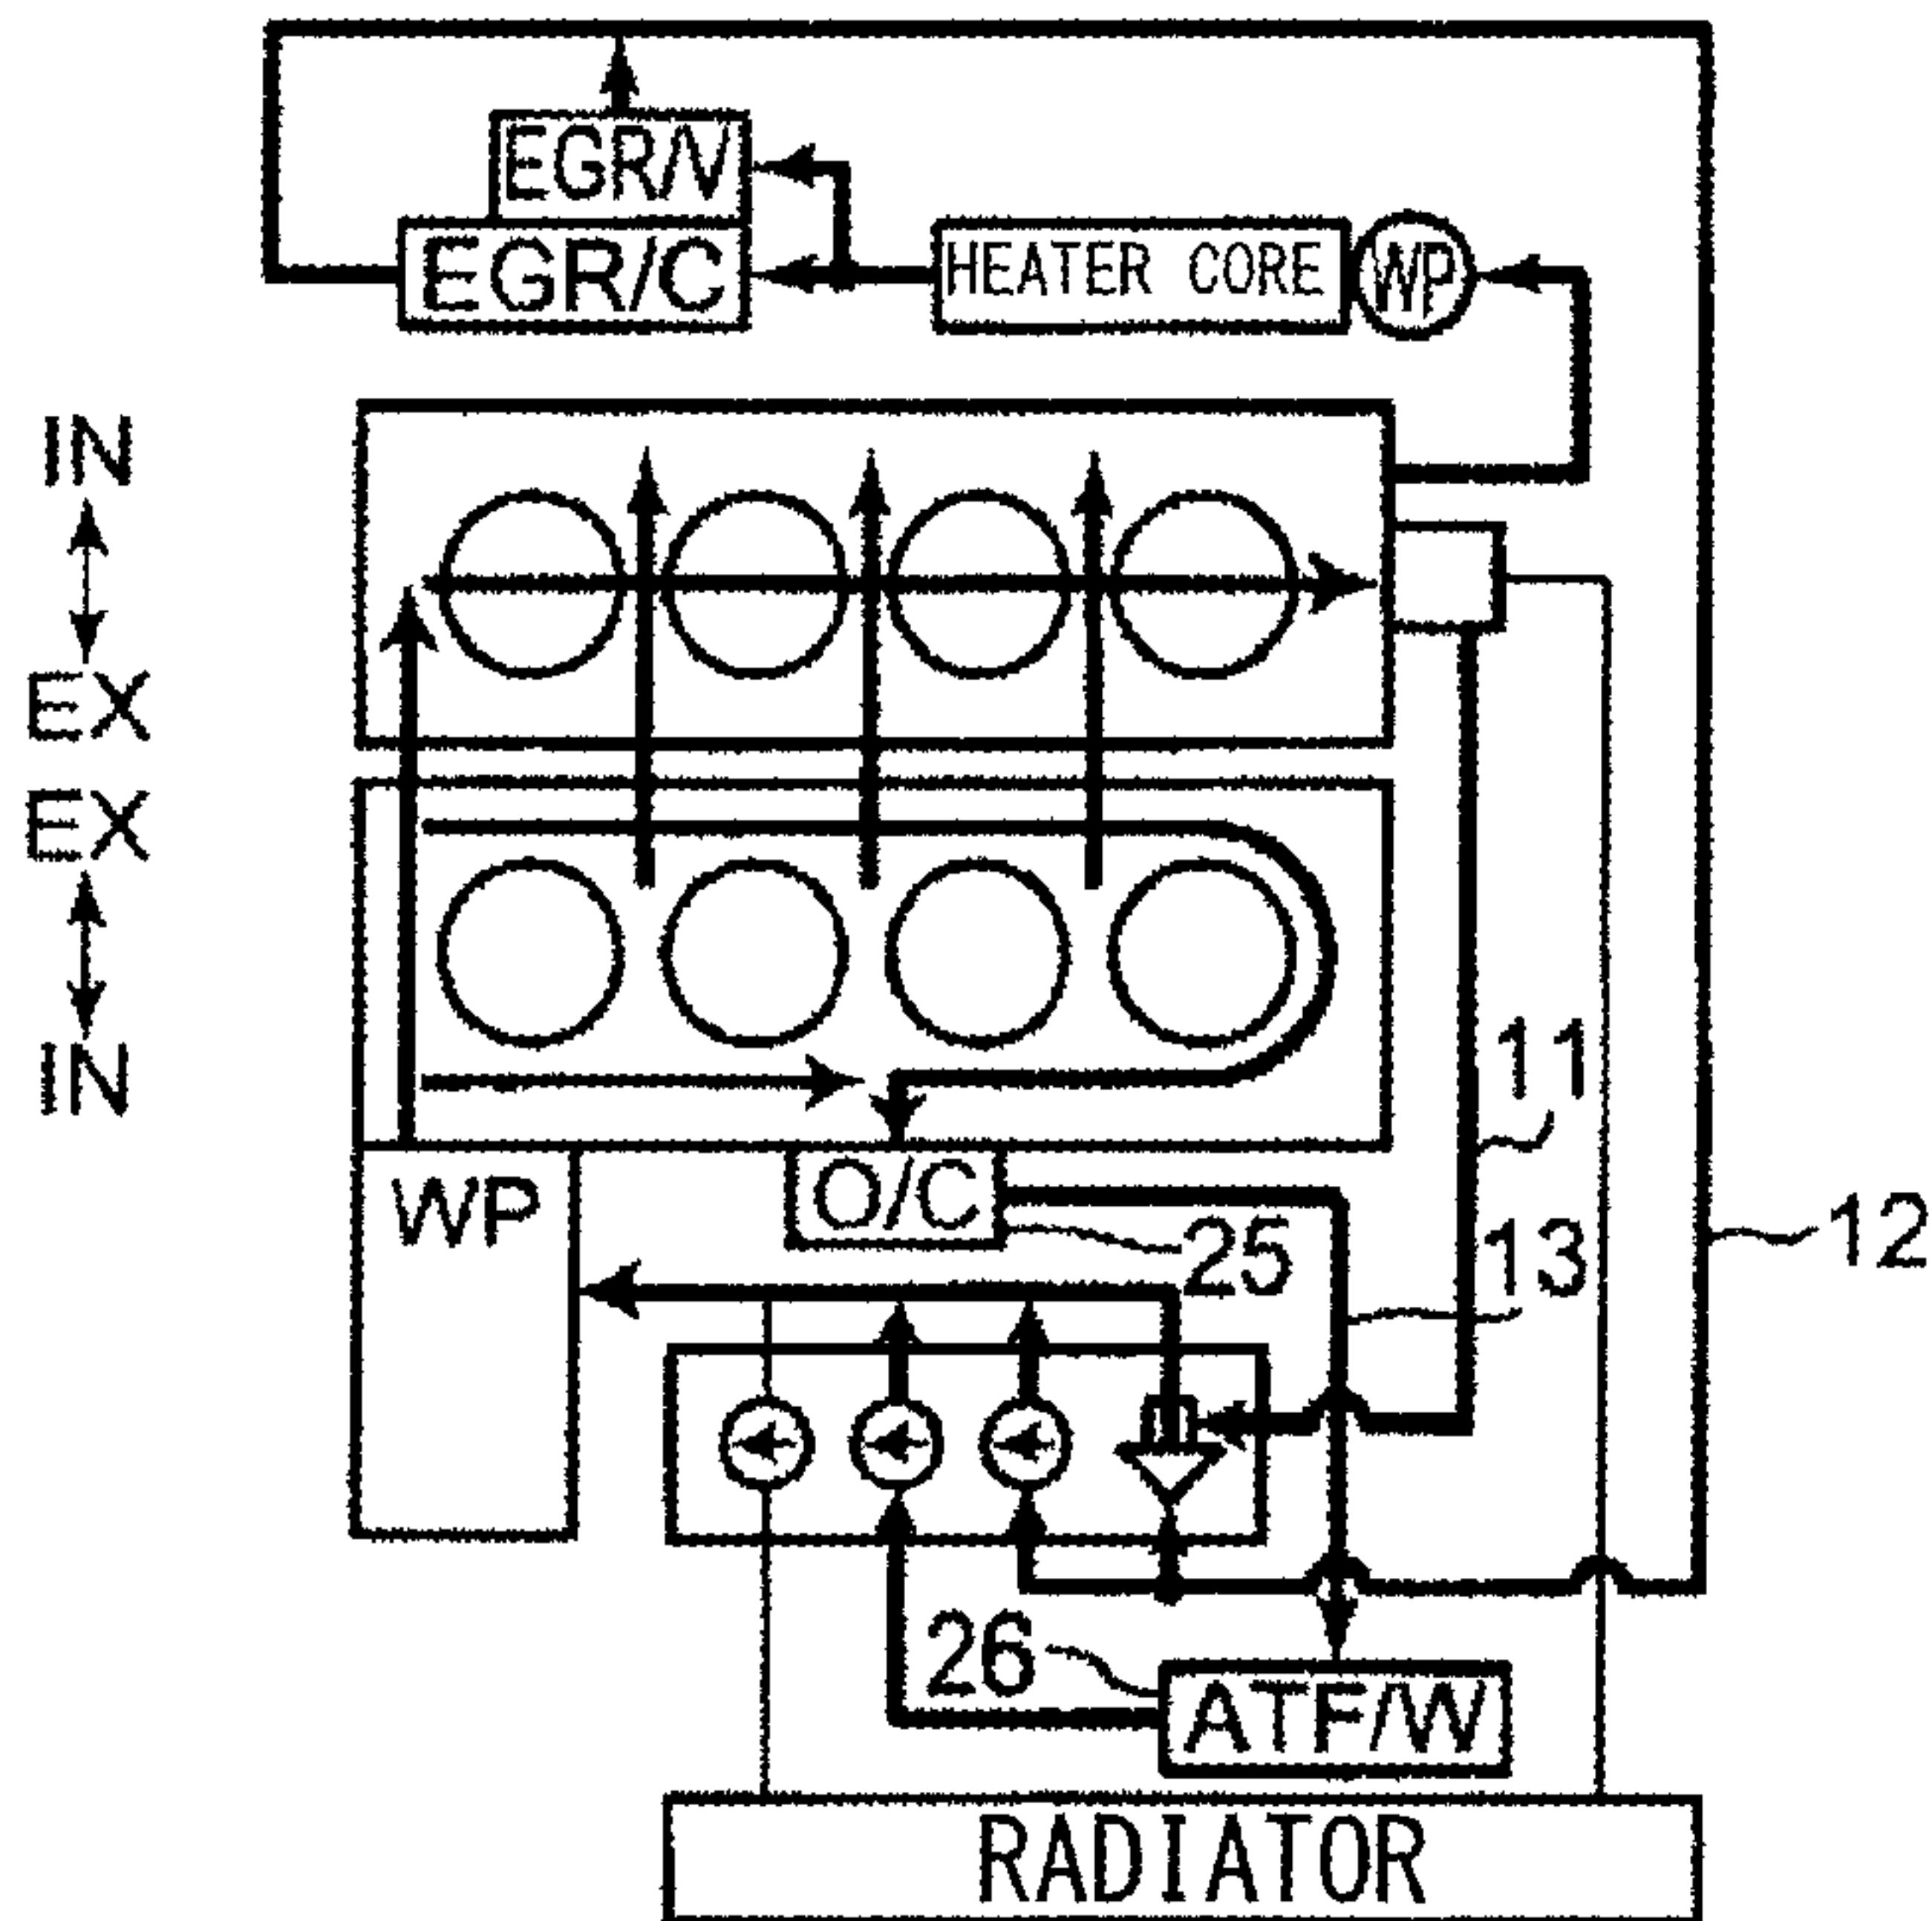 EGR/V
EGR/C
HEATER CORE
WP
IN
EX
EX
IN
11
WP
O/C
25
13
12
26
ATF/W
RADIATOR